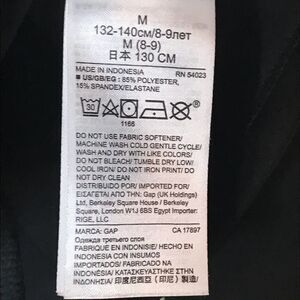 M
132-140см/8-9лет
M (8-9)
日本 130 CM
MADE IN INDONESIA RN 54023
■ US/GB/EG : 85% POLYESTER,
15% SPANDEX/ELASTANE
30
1166
DO NOT USE FABRIC SOFTENER/
MACHINE WASH COLD GENTLE CYCLE/
WASH AND DRY WITH LIKE COLORS/
DO NOT BLEACH/ TUMBLE DRY LOW/
COOL IRON/ DO NOT IRON PRINT/
DO NOT DRY CLEAN
DISTRIBUIDO POR/ IMPORTED FOR/
ΕΙΣΑΓΕΤΑΙ ΑΠΟ ΤΗΝ: Gap (UK Holdings)
Ltd, Berkeley Square House / Berkeley
Square, London W1J 6BS Egypt Importer:
RIGE, LLC
MARCA: GAP CA 17897
Одежда третьего слоя
FABRIQUÉ EN INDONÉSIE/ HECHO EN
INDONESIA CON INSUMOS
IMPORTADOS/ FABRICADO NA
INDONÉSIA/ ΚΑΤΑΣΚΕΥΑΖΕΤΑΙ ΣΤΗΝ
ΙΝΔΟΝΗΣΙΑ/ 印度尼西亚 (印尼) 製造/